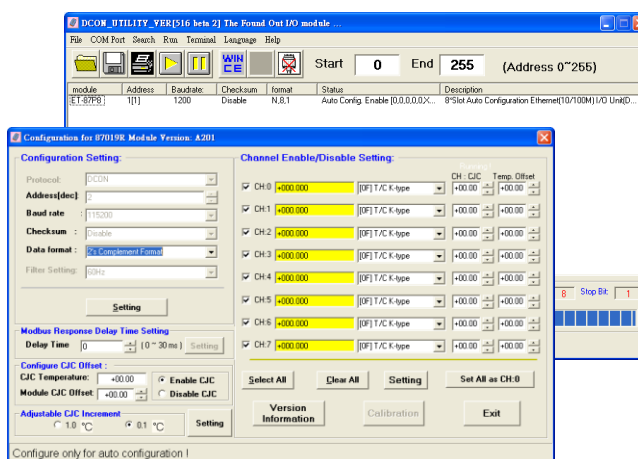 DCON_UTILITY_VER[516 beta 2] The Found Out I/O module ...
File COM Port Search Run Terminal Language Help
WIN CE Start 0 End 255 (Address 0~255)
module Address Baudrate: Checksum format Status Description
ET-87P8 1[1] 1200 Disable N,8,1 Auto Config. Enable [0,0,0,0,0,X... 8*Slot Auto Configuration Ethernet(10/100M) I/O Unit(D...
8 Stop Bit: 1
Configuration for 87019R Module Version: A201
Configuration Setting:
Protocol: DCON
Address[dec]: 2
Baud rate : 115200
Checksum : Disable
Data format : 2's Complement Format
Filter Setting: 60Hz
Setting
Modbus Response Delay Time Setting
Delay Time 0 ( 0 ~ 30 ms ) Setting
Configure CJC Offset :
CJC Temperature: +00.00 Enable CJC
Module CJC Offset: +00.00 Disable CJC
Adjustable CJC Increment
1.0 °C 0.1 °C Setting
Channel Enable/Disable Setting:
CH : CJC Temp. Offset
CH:0 +000.000 [0F] T/C K-type +00.00 +00.00
CH:1 +000.000 [0F] T/C K-type +00.00 +00.00
CH:2 +000.000 [0F] T/C K-type +00.00 +00.00
CH:3 +000.000 [0F] T/C K-type +00.00 +00.00
CH:4 +000.000 [0F] T/C K-type +00.00 +00.00
CH:5 +000.000 [0F] T/C K-type +00.00 +00.00
CH:6 +000.000 [0F] T/C K-type +00.00 +00.00
CH:7 +000.000 [0F] T/C K-type +00.00 +00.00
Select All Clear All Setting Set All as CH:0
Version Information Calibration Exit
Configure only for auto configuration !